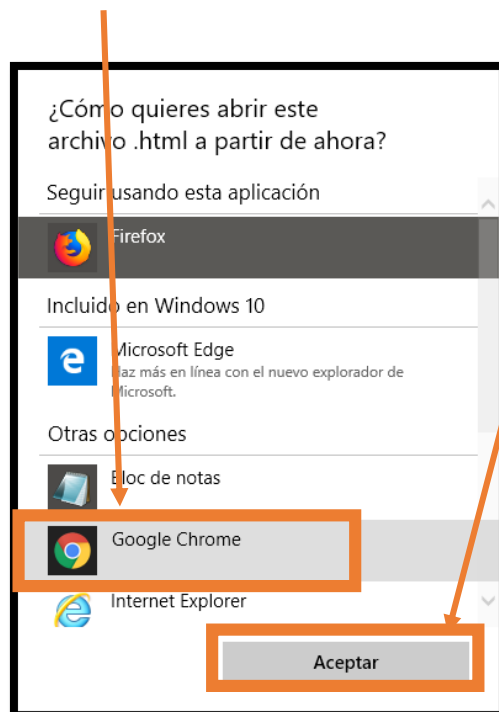 ¿Cómo quieres abrir este
archivo .html a partir de ahora?
Seguir usando esta aplicación
Firefox
Incluido en Windows 10
Microsoft Edge
Haz más en línea con el nuevo explorador de
Microsoft.
Otras opciones
Bloc de notas
Google Chrome
Internet Explorer
Aceptar